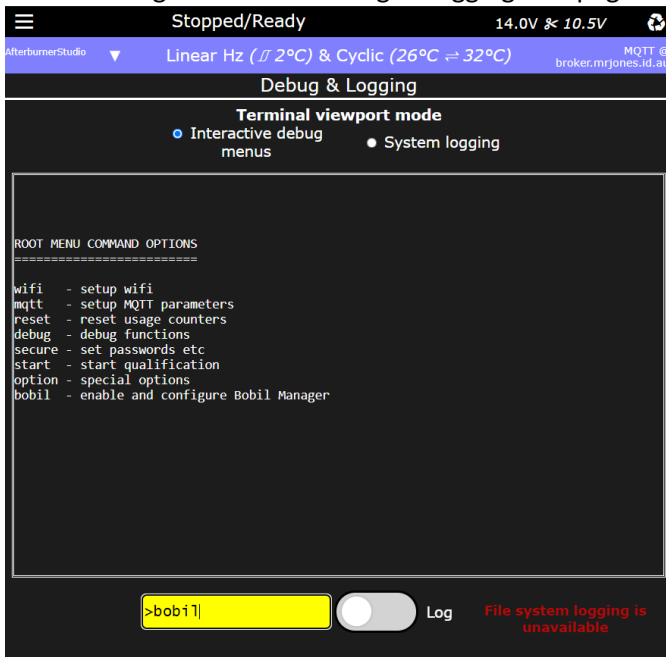 Stopped/Ready
14.0V ✂ 10.5V
AfterburnerStudio ▼
Linear Hz (⎎ 2°C) & Cyclic (26°C ⇌ 32°C)
MQTT @
broker.mrjones.id.au
Debug & Logging
Terminal viewport mode
Interactive debug
menus
System logging
ROOT MENU COMMAND OPTIONS
=========================
wifi   - setup wifi
mqtt   - setup MQTT parameters
reset  - reset usage counters
debug  - debug functions
secure - set passwords etc
start  - start qualification
option - special options
bobil  - enable and configure Bobil Manager
>bobil
Log
File system logging is
unavailable